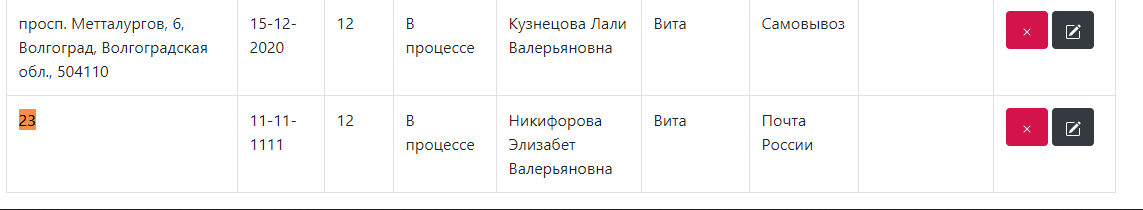 просп. Метталургов, 6,
Волгоград, Волгоградская
обл., 504110
15-12-
2020
12
В
процессе
Кузнецова Лали
Валерьяновна
Вита
Самовывоз
×
23
11-11-
1111
12
В
процессе
Никифорова
Элизабет
Валерьяновна
Вита
Почта
России
×